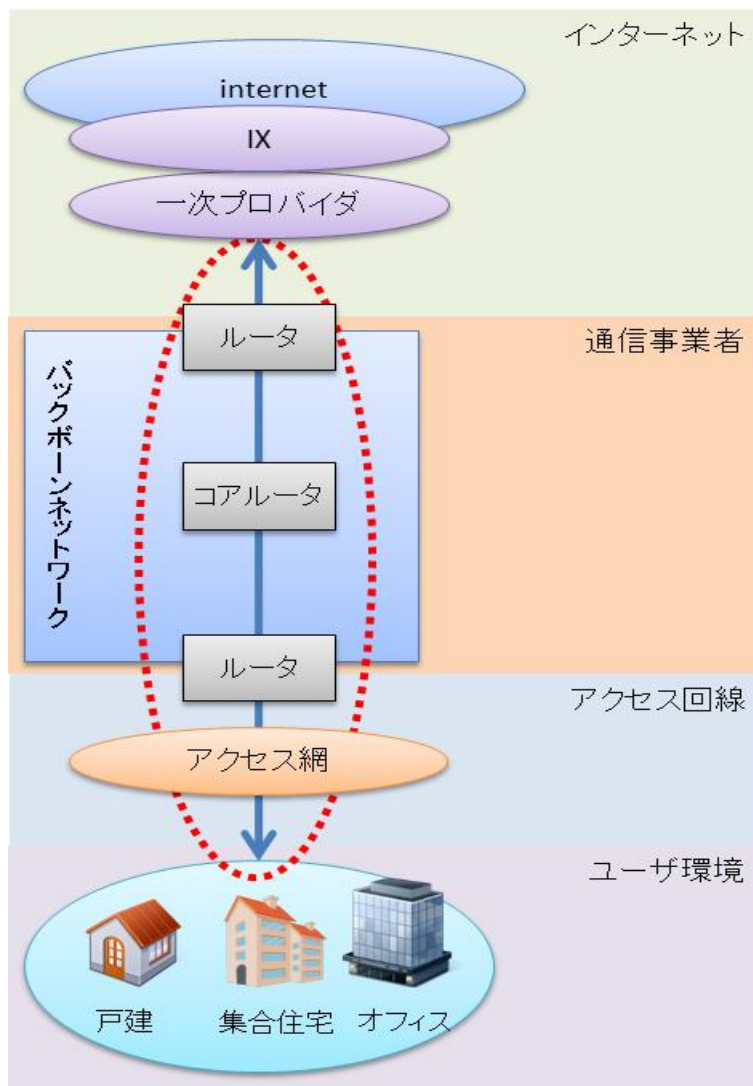 インターネット
internet
IX
一次プロバイダ
ルータ
通信事業者
バックボーンネットワーク
コアルータ
ルータ
アクセス回線
アクセス網
ユーザ環境
戸建
集合住宅
オフィス